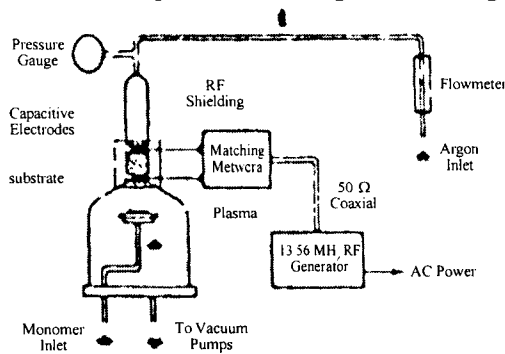 Pressure
Gauge
RF
Shielding
Flowmeter
Capacitive
Electrodes
Matching
Metwcra
Argon
Inlet
substrate
50 Ω
Coaxial
Plasma
13 56 MH, RF
Generator
AC Power
Monomer
Inlet
To Vacuum
Pumps